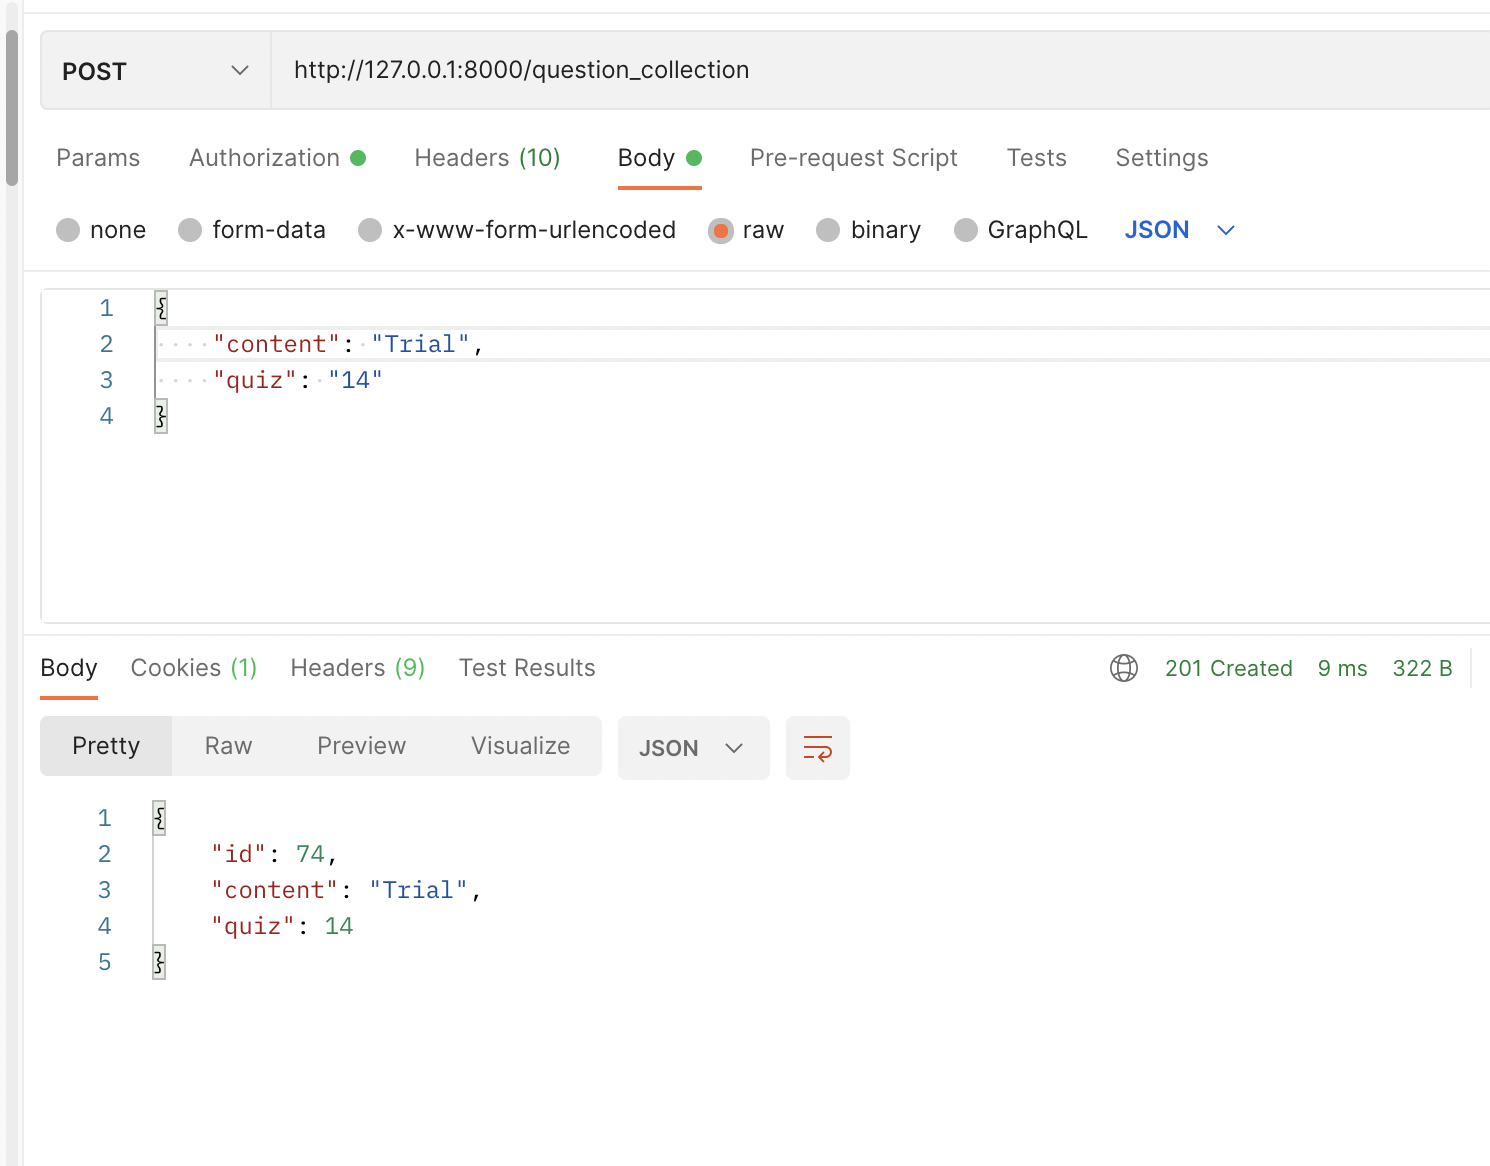 POST http://127.0.0.1:8000/question_collection
Params Authorization Headers (10) Body Pre-request Script Tests Settings
none form-data x-www-form-urlencoded raw binary GraphQL JSON
1 {
2 "content": "Trial",
3 "quiz": "14"
4 }
Body Cookies (1) Headers (9) Test Results 201 Created 9 ms 322 B
Pretty Raw Preview Visualize JSON
1 {
2 "id": 74,
3 "content": "Trial",
4 "quiz": 14
5 }